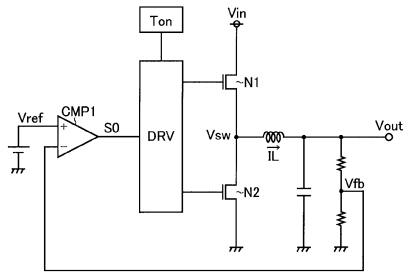 Ton
Vin
N1
CMP1
Vref
S0
+
−
DRV
Vsw
IL
Vout
N2
Vfb